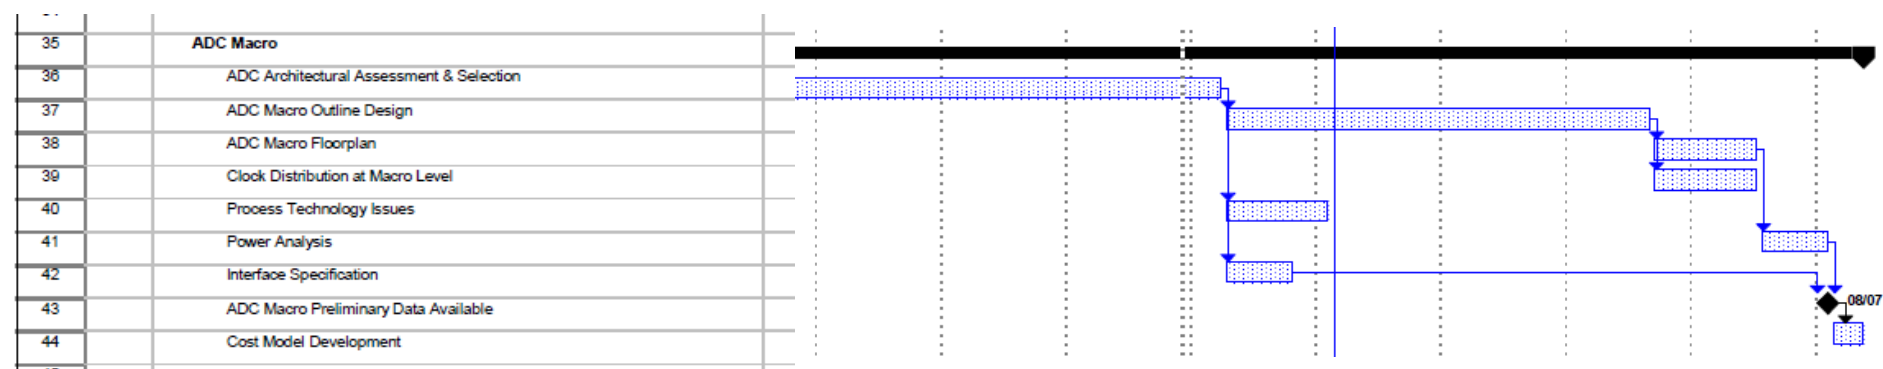 35 ADC Macro
36 ADC Architectural Assessment & Selection
37 ADC Macro Outline Design
38 ADC Macro Floorplan
39 Clock Distribution at Macro Level
40 Process Technology Issues
41 Power Analysis
42 Interface Specification
43 ADC Macro Preliminary Data Available 08/07
44 Cost Model Development